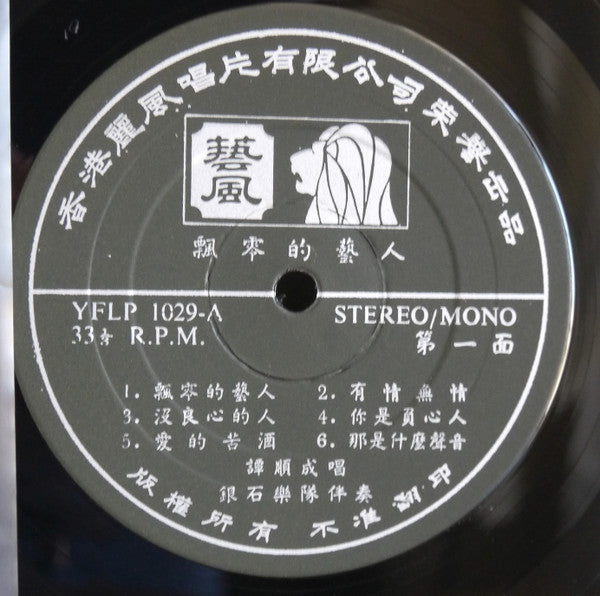 香港麗風唱片有限公司榮譽出品
藝風
飄零的藝人
YFLP 1029-A
STEREO/MONO
33⅓ R.P.M.
第一面
1. 飄零的藝人
2. 有情無情
3. 沒良心的人
4. 你是負心人
5. 愛的苦酒
6. 那是什麼聲音
譚順成唱
銀石樂隊伴奏
版權所有 不准翻印